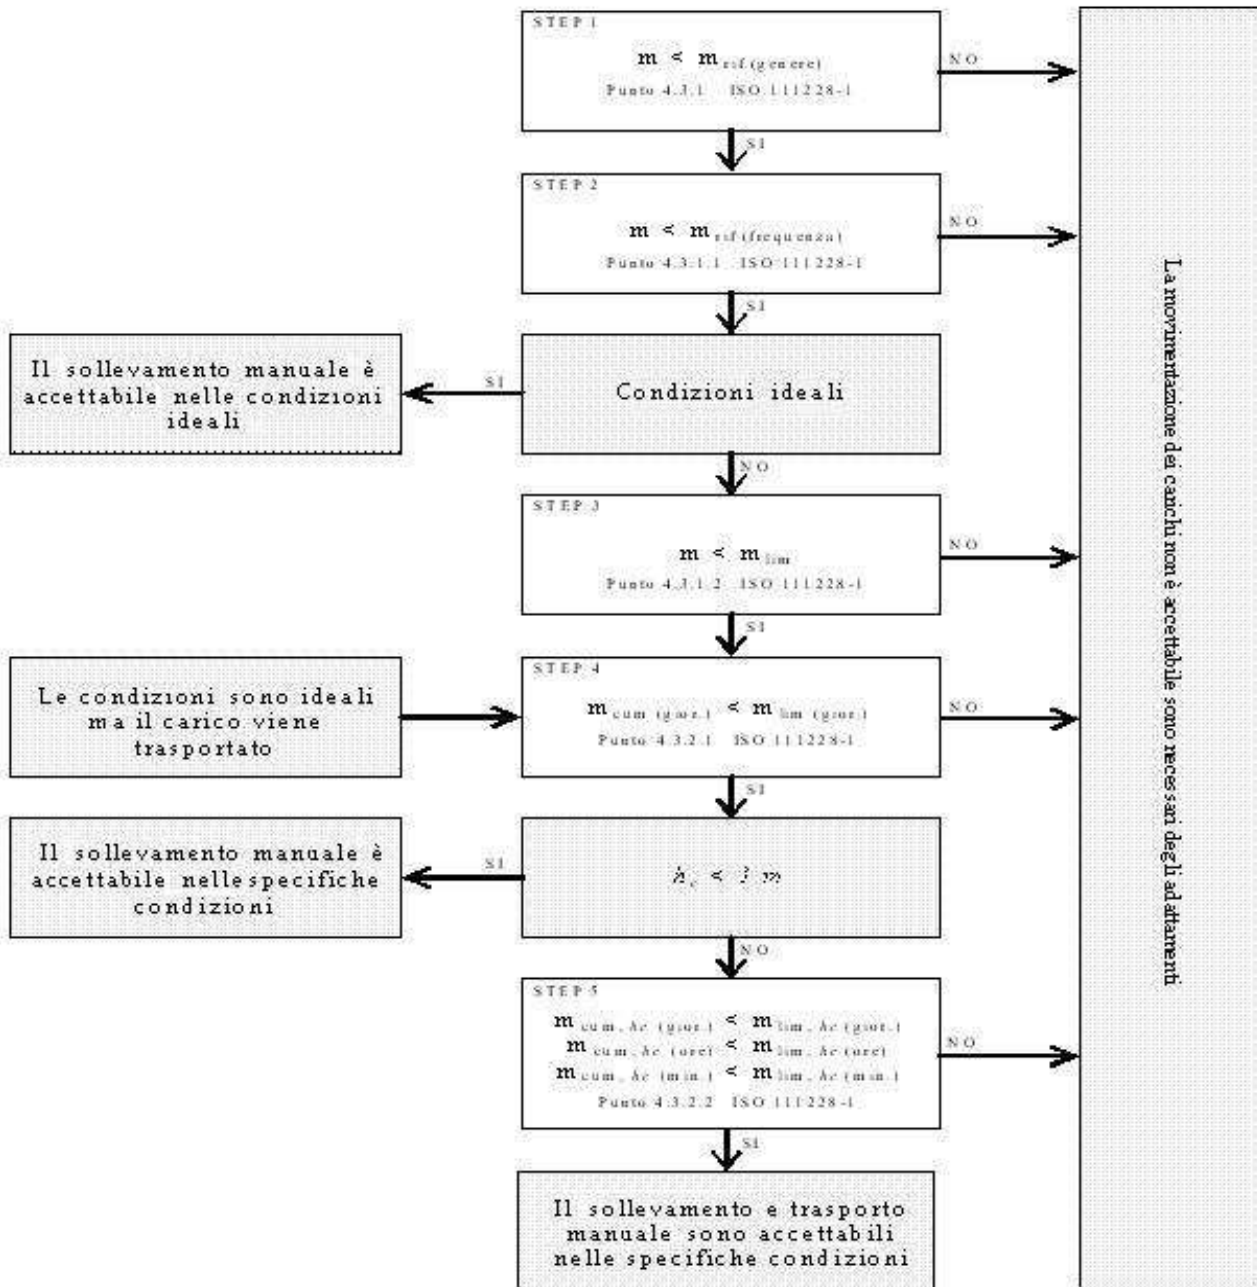 STEP 1
m < m rif (genere)
Punto 4.3.1 ISO 111228-1
NO
SI
STEP 2
m < m rif (frequenza)
Punto 4.3.1.1 ISO 111228-1
NO
SI
Condizioni ideali
SI
Il sollevamento manuale è
accettabile nelle condizioni
ideali
NO
STEP 3
m < m lim
Punto 4.3.1.2 ISO 111228-1
NO
SI
Le condizioni sono ideali
ma il carico viene
trasportato
STEP 4
m cum (gior.) < m lim (gior.)
Punto 4.3.2.1 ISO 111228-1
NO
SI
h c < m
SI
Il sollevamento manuale è
accettabile nelle specifiche
condizioni
NO
STEP 5
m cum, hc (gior.) < m lim, hc (gior.)
m cum, hc (ore) < m lim, hc (ore)
m cum, hc (min.) < m lim, hc (min.)
Punto 4.3.2.2 ISO 111228-1
NO
SI
Il sollevamento e trasporto
manuale sono accettabili
nelle specifiche condizioni
La movimentazione dei carichi non è accettabile sono necessari degli adattamenti